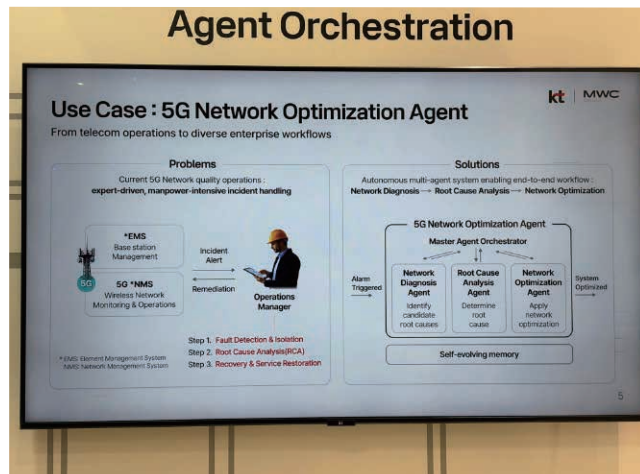 Agent Orchestration
kt | MWC
Use Case : 5G Network Optimization Agent
From telecom operations to diverse enterprise workflows
Problems
Current 5G Network quality operations :
expert-driven, manpower-intensive incident handling
*EMS
Base station
Management
5G
5G *NMS
Wireless Network
Monitoring & Operations
Incident
Alert
Remediation
Operations
Manager
Step 1. Fault Detection & Isolation
Step 2. Root Cause Analysis(RCA)
Step 3. Recovery & Service Restoration
* EMS: Element Management System
NMS: Network Management System
Solutions
Autonomous multi-agent system enabling end-to-end workflow :
Network Diagnosis → Root Cause Analysis → Network Optimization
5G Network Optimization Agent
Master Agent Orchestrator
Alarm
Triggered
Network
Diagnosis
Agent
Identify
candidate
root causes
Root Cause
Analysis
Agent
Determine
root
cause
Network
Optimization
Agent
Apply
network
optimization
System
Optimized
Self-evolving memory
5